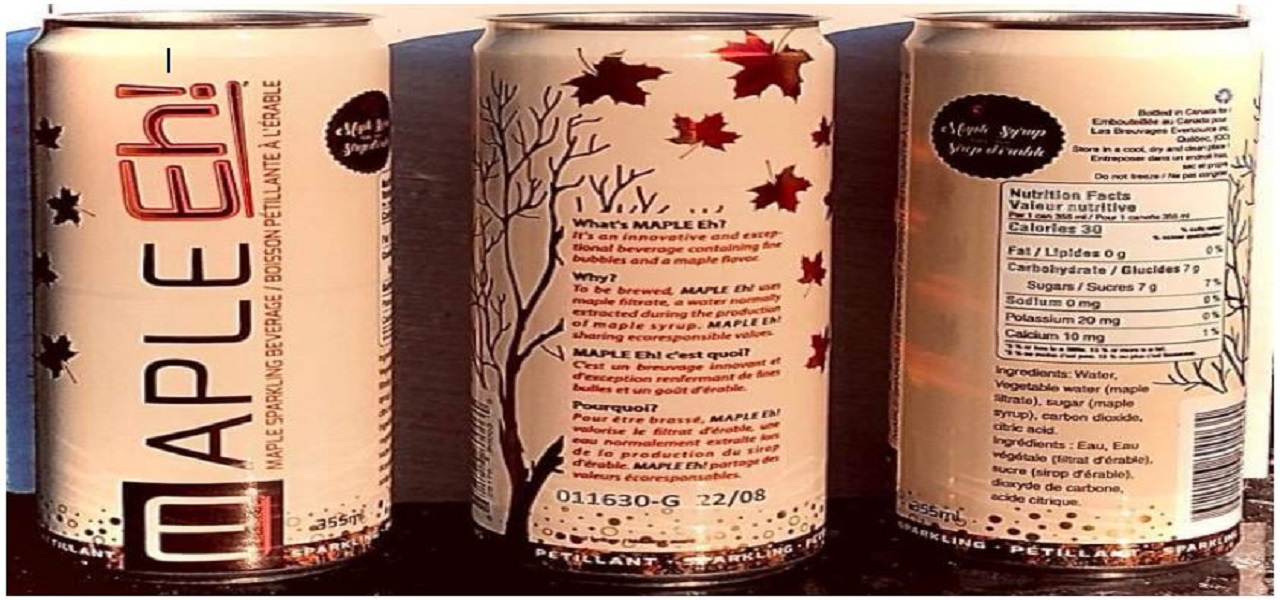 MAPLE Eh!
MAPLE SPARKLING BEVERAGE / BOISSON PÉTILLANTE À L'ÉRABLE
355ml
PÉTILLANT
SPARKLING
What's MAPLE Eh?
It's an innovative and excep-
tional beverage containing fine
bubbles and a maple flavor.
Why?
To be brewed, MAPLE Eh! uses
maple filtrate, a water normally
extracted during the production
of maple syrup. MAPLE Eh!
sharing ecoresponsible values.
MAPLE Eh! c'est quoi?
C'est un breuvage innovant et
d'exception renfermant de fines
bulles et un goût d'érable.
Pourquoi?
Pour être brassé, MAPLE Eh!
valorise le filtrat d'érable, une
eau normalement extraite lors
de la production du sirop
d'érable. MAPLE Eh! partage des
valeurs écoresponsables.
011630-G 22/08
PÉTILLANT · SPARKLING
Maple Syrup
Sirop d'érable
Bottled in Canada
Embouteillée au Canada pour
Les Breuvages
Québec, (QC)
Store in a cool, dry and
Entreposer dans un endroit
Do not freeze / Ne pas
Nutrition Facts
Valeur nutritive
Per 1 can 355 ml / Pour 1 canette 355 ml
Calories 30
Fat / Lipides 0 g 0 %
Carbohydrate / Glucides 7 g
Sugars / Sucres 7 g 7 %
Sodium 0 mg 0 %
Potassium 20 mg 0 %
Calcium 10 mg 1 %
Ingredients: Water,
Vegetable water (maple
filtrate), sugar (maple
syrup), carbon dioxide,
citric acid.
Ingrédients : Eau, Eau
végétale (filtrat d'érable),
sucre (sirop d'érable),
dioxyde de carbone,
acide citrique.
355ml
SPARKLING · PÉTILLANT · SPARKLING